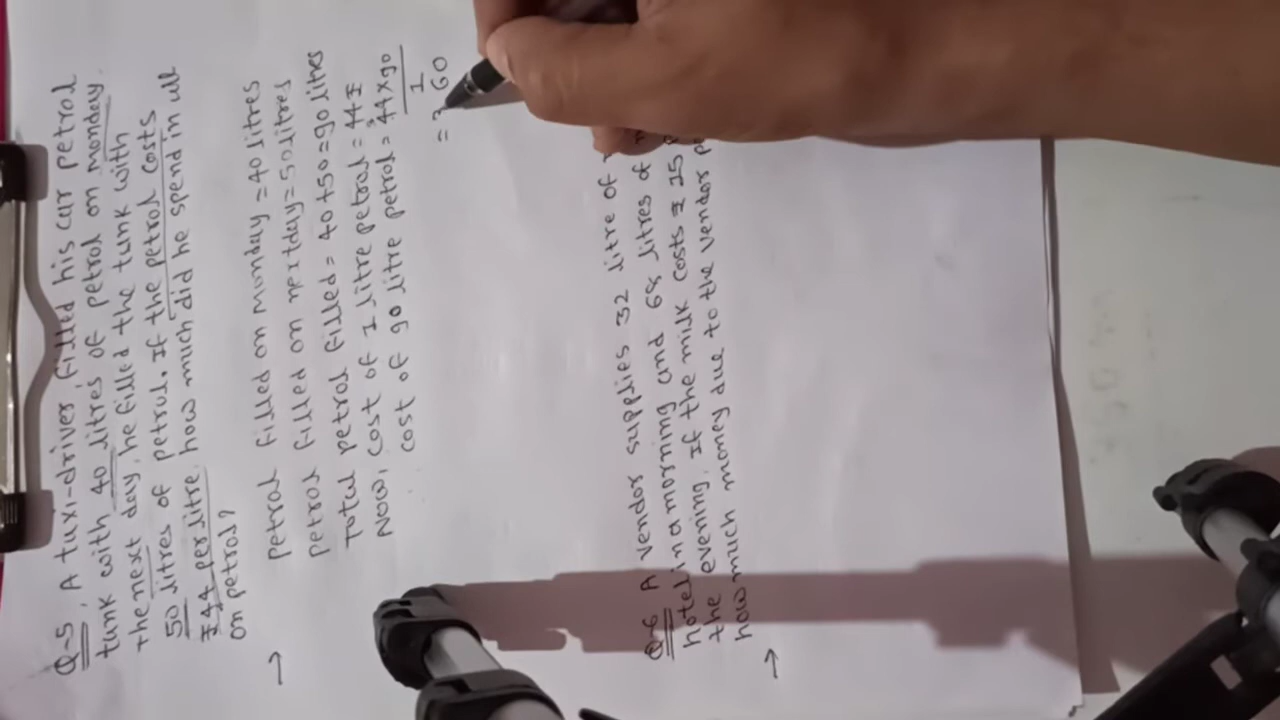 Q-5, A taxi-driver, filled his car petrol
tank with 40 litres of petrol on monday.
the next day, he filled the tank with
50 litres of petrol. If the petrol costs
₹44 per litre, how much did he spend in all
on petrol?
→ petrol filled on monday = 40 litres
petrol filled on next day = 50 litres
Total petrol filled = 40 + 50 = 90 litres
Now, cost of 1 litre petrol = 44 ₹
cost of 90 litre petrol = 44 x 90
1
= 3 60
Q-6 A vendor supplies 32 litre of
hotel in a morning and 68 litres of
the evening. If the milk costs ₹ 15
how much money due to the vendor
→